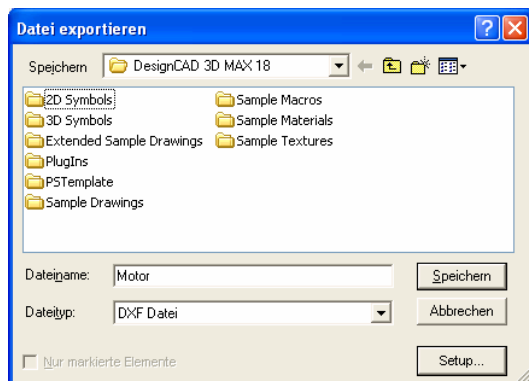 Datei exportieren
Speichern DesignCAD 3D MAX 18
2D Symbols Sample Macros
3D Symbols Sample Materials
Extended Sample Drawings Sample Textures
PlugIns
PSTemplate
Sample Drawings
Dateiname: Motor Speichern
Dateityp: DXF Datei Abbrechen
Nur markierte Elemente Setup...